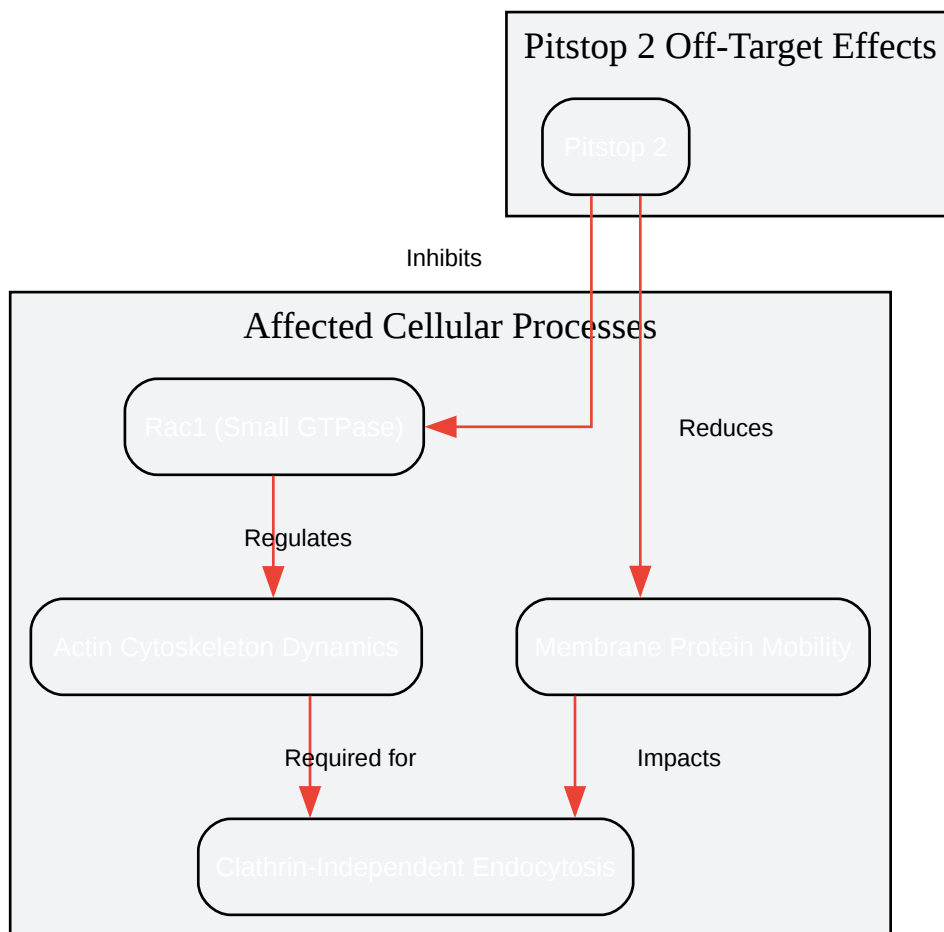 Pitstop 2 Off-Target Effects
Pitstop 2
Inhibits
Affected Cellular Processes
Rac1 (Small GTPase)
Reduces
Regulates
Actin Cytoskeleton Dynamics
Membrane Protein Mobility
Required for
Impacts
Clathrin-Independent Endocytosis